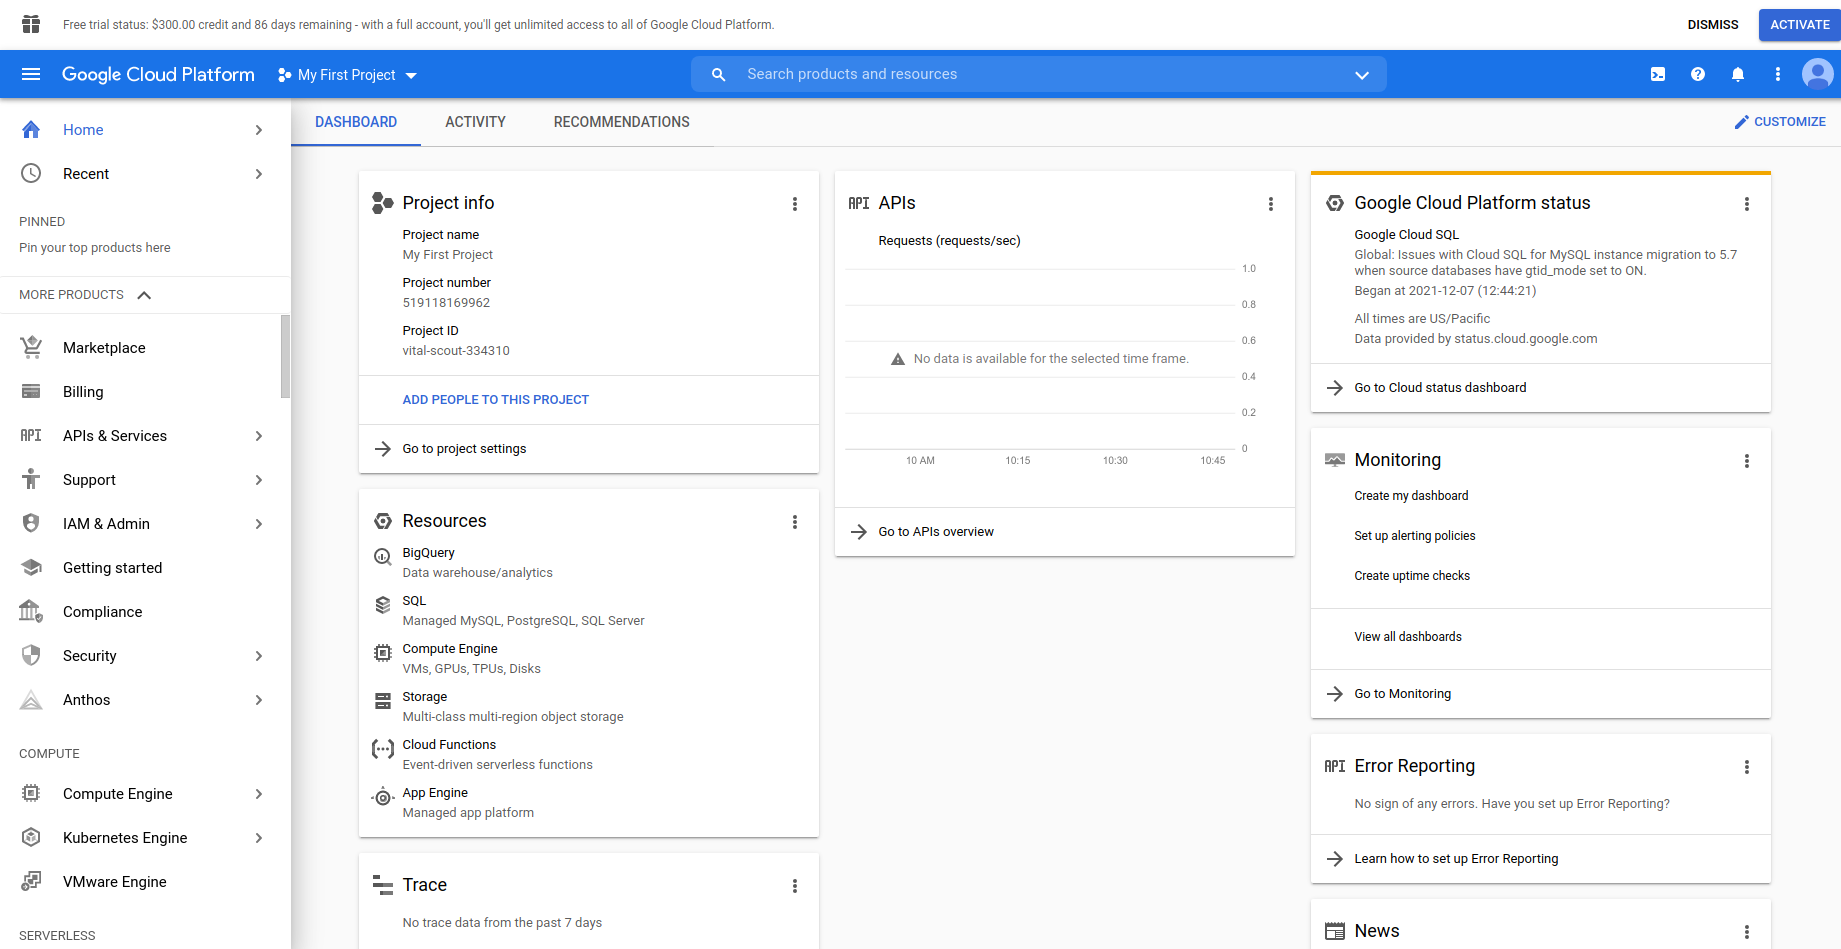 Free trial status: $300.00 credit and 86 days remaining - with a full account, you'll get unlimited access to all of Google Cloud Platform.
DISMISS
ACTIVATE
Google Cloud Platform
My First Project
Search products and resources
Home
Recent
PINNED
Pin your top products here
MORE PRODUCTS
Marketplace
Billing
API APIs & Services
Support
IAM & Admin
Getting started
Compliance
Security
Anthos
COMPUTE
Compute Engine
Kubernetes Engine
VMware Engine
SERVERLESS
DASHBOARD
ACTIVITY
RECOMMENDATIONS
CUSTOMIZE
Project info
Project name
My First Project
Project number
519118169962
Project ID
vital-scout-334310
ADD PEOPLE TO THIS PROJECT
Go to project settings
Resources
BigQuery
Data warehouse/analytics
SQL
Managed MySQL, PostgreSQL, SQL Server
Compute Engine
VMs, GPUs, TPUs, Disks
Storage
Multi-class multi-region object storage
Cloud Functions
Event-driven serverless functions
App Engine
Managed app platform
Trace
No trace data from the past 7 days
API APIs
Requests (requests/sec)
1.0
0.8
0.6
No data is available for the selected time frame.
0.4
0.2
0
10 AM
10:15
10:30
10:45
Go to APIs overview
Google Cloud Platform status
Google Cloud SQL
Global: Issues with Cloud SQL for MySQL instance migration to 5.7
when source databases have gtid_mode set to ON.
Began at 2021-12-07 (12:44:21)
All times are US/Pacific
Data provided by status.cloud.google.com
Go to Cloud status dashboard
Monitoring
Create my dashboard
Set up alerting policies
Create uptime checks
View all dashboards
Go to Monitoring
API Error Reporting
No sign of any errors. Have you set up Error Reporting?
Learn how to set up Error Reporting
News